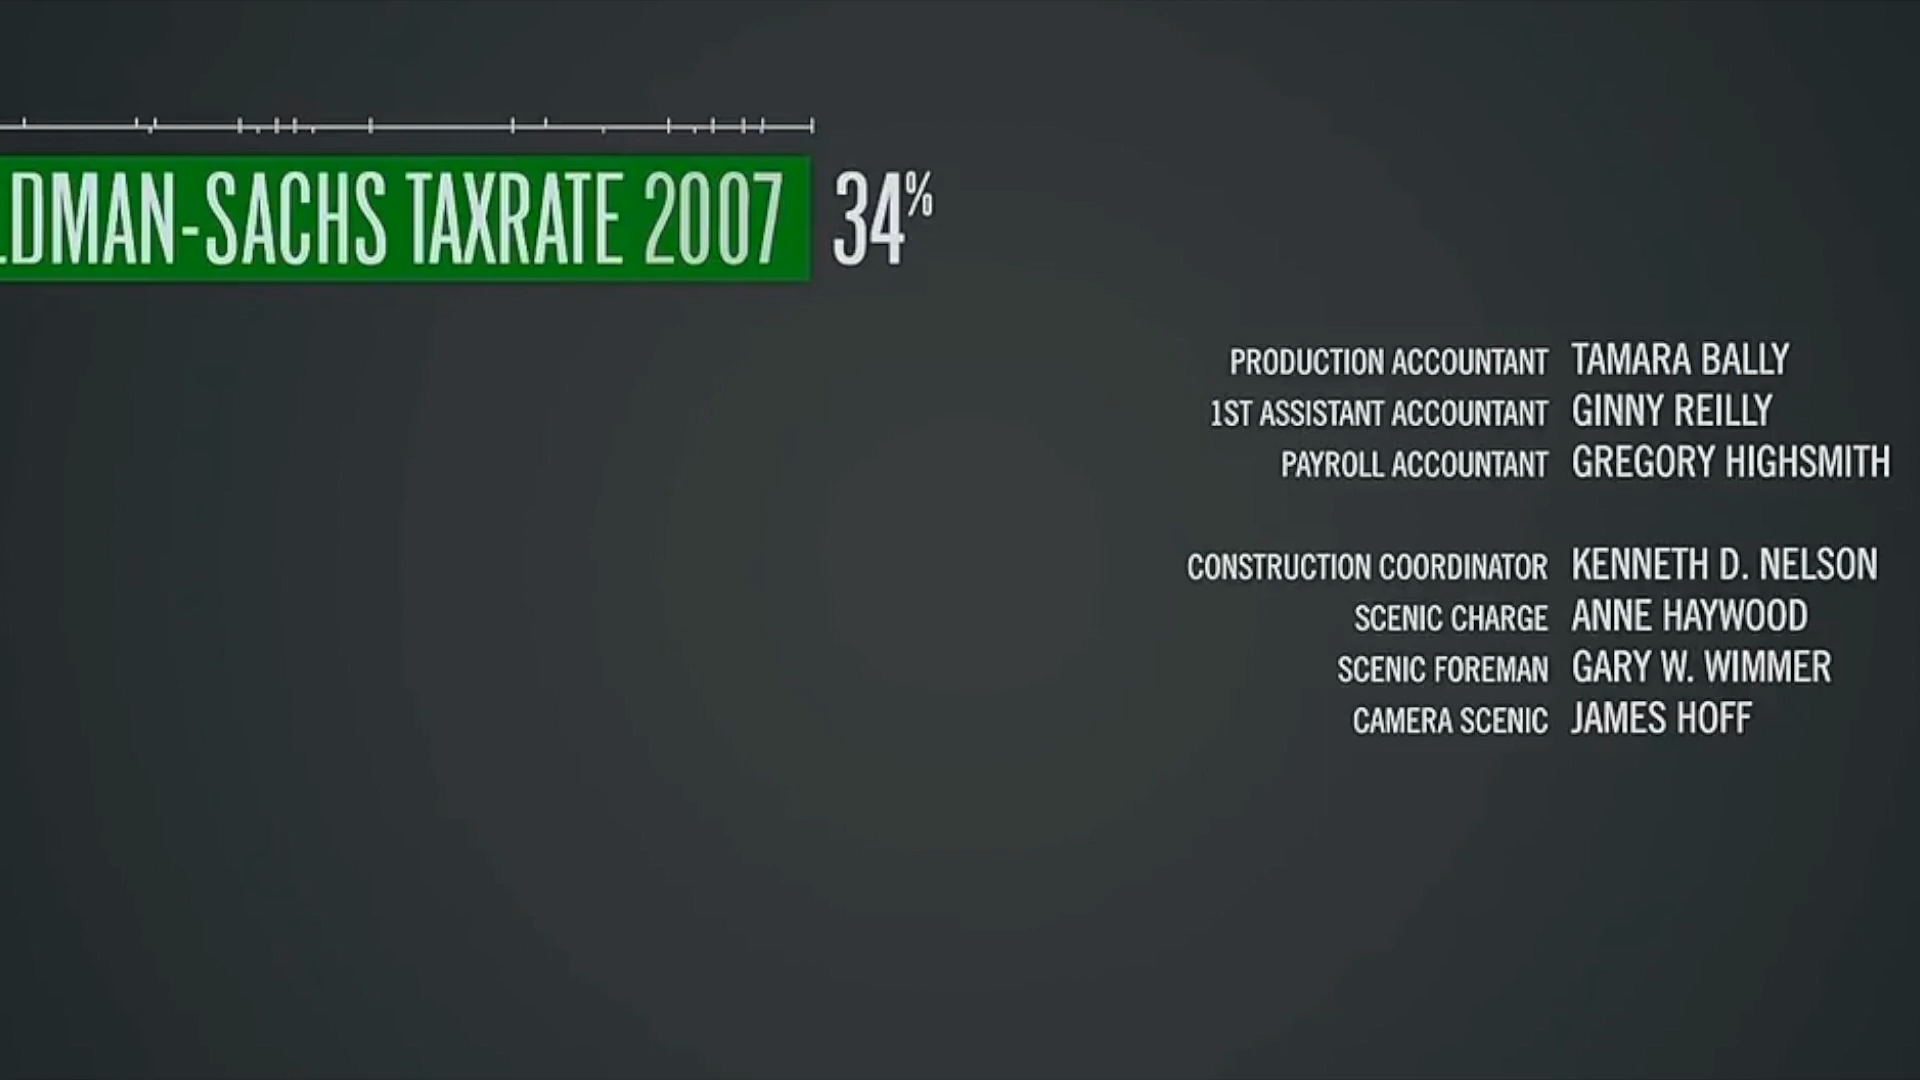 LDMAN-SACHS TAXRATE 2007 34%
PRODUCTION ACCOUNTANT TAMARA BALLY
1ST ASSISTANT ACCOUNTANT GINNY REILLY
PAYROLL ACCOUNTANT GREGORY HIGHSMITH
CONSTRUCTION COORDINATOR KENNETH D. NELSON
SCENIC CHARGE ANNE HAYWOOD
SCENIC FOREMAN GARY W. WIMMER
CAMERA SCENIC JAMES HOFF